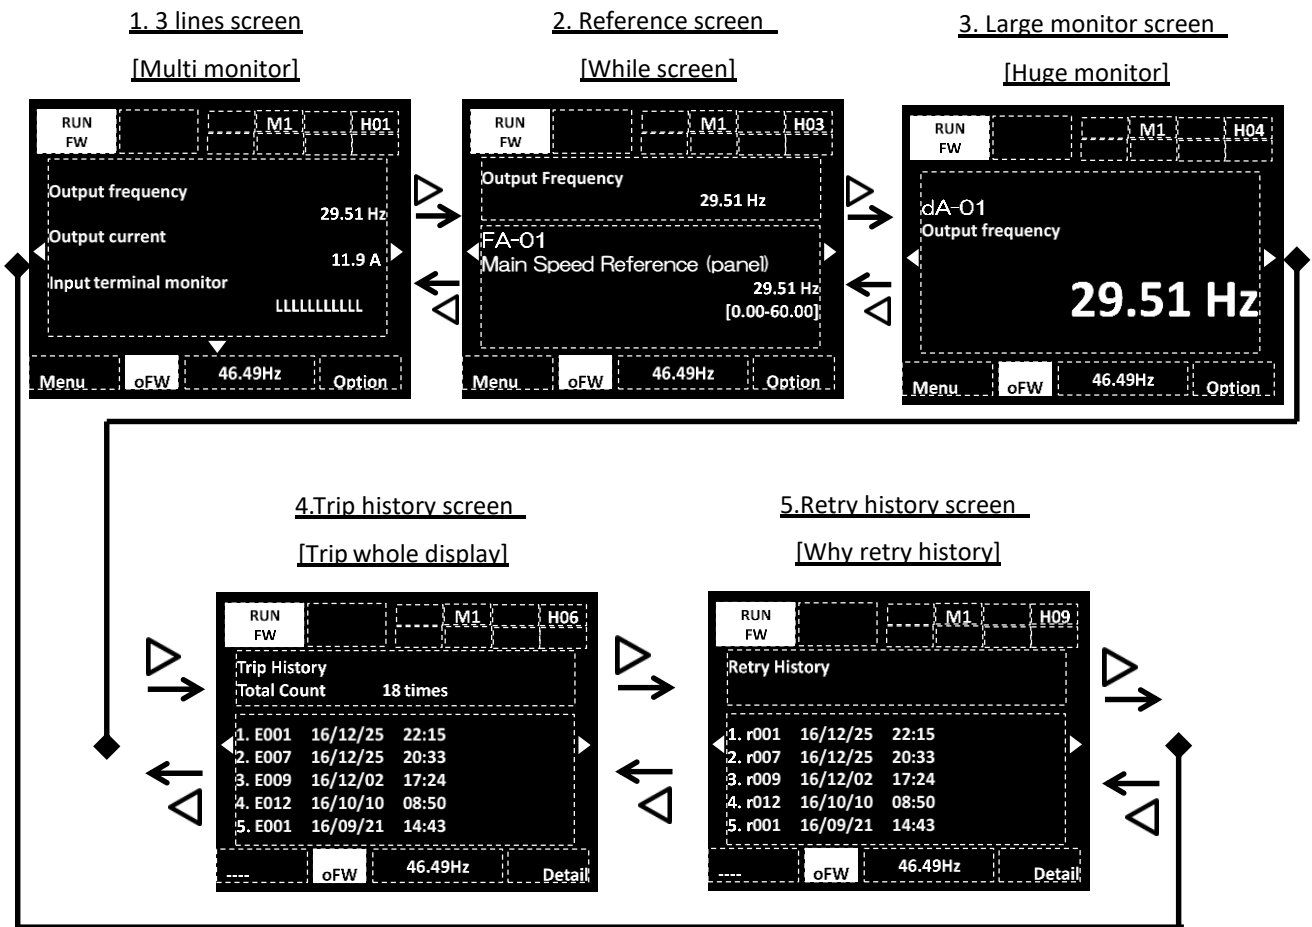 1. 3 lines screen
[Multi monitor]
RUN
FW
M1
H01
Output frequency
29.51 Hz
Output current
11.9 A
Input terminal monitor
LLLLLLLLLLL
Menu
oFW
46.49Hz
Option
2. Reference screen
[While screen]
RUN
FW
M1
H03
Output Frequency
29.51 Hz
FA-01
Main Speed Reference (panel)
29.51 Hz
[0.00-60.00]
Menu
oFW
46.49Hz
Option
3. Large monitor screen
[Huge monitor]
RUN
FW
M1
H04
dA-01
Output frequency
29.51 Hz
Menu
oFW
46.49Hz
Option
4.Trip history screen
[Trip whole display]
RUN
FW
M1
H06
Trip History
Total Count 18 times
1. E001 16/12/25 22:15
2. E007 16/12/25 20:33
3. E009 16/12/02 17:24
4. E012 16/10/10 08:50
5. E001 16/09/21 14:43
----
oFW
46.49Hz
Detail
5.Retry history screen
[Why retry history]
RUN
FW
M1
H09
Retry History
1. r001 16/12/25 22:15
2. r007 16/12/25 20:33
3. r009 16/12/02 17:24
4. r012 16/10/10 08:50
5. r001 16/09/21 14:43
----
oFW
46.49Hz
Detail